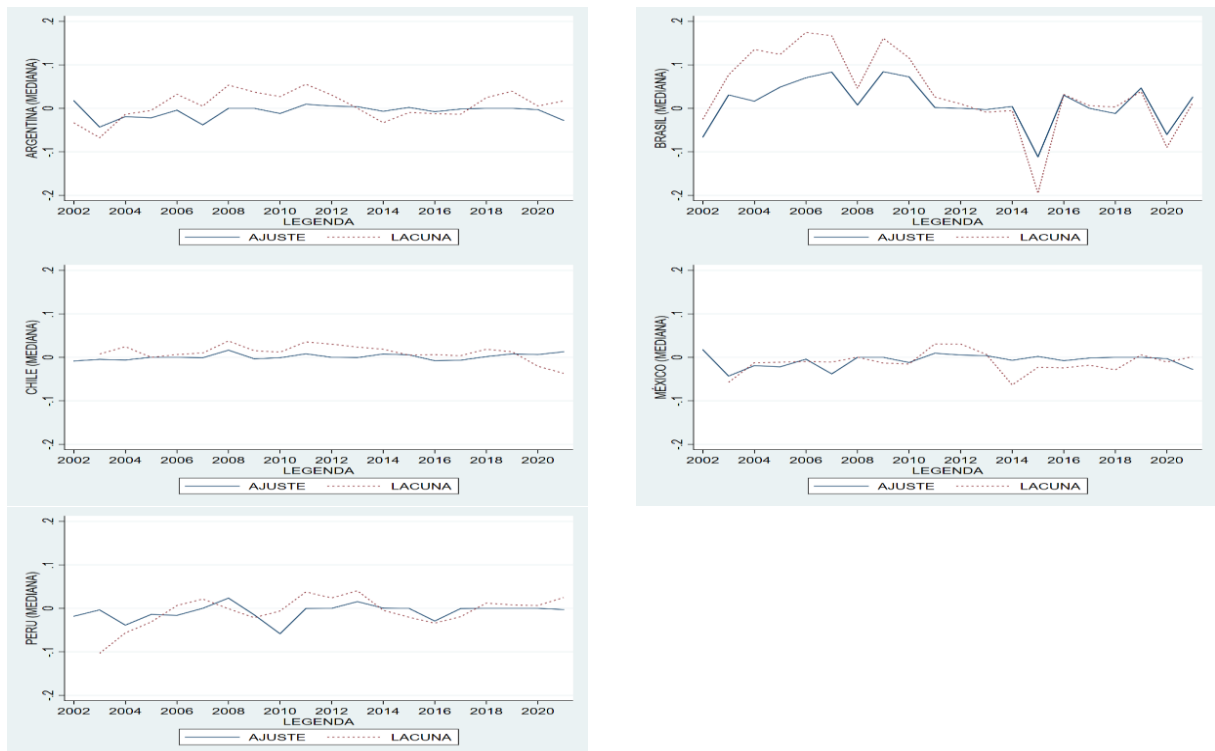 ARGENTINA (MEDIANA)
.2
.1
0
-.1
-.2
2002 2004 2006 2008 2010 2012 2014 2016 2018 2020
LEGENDA
AJUSTE LACUNA
BRASIL (MEDIANA)
.2
.1
0
-.1
-.2
2002 2004 2006 2008 2010 2012 2014 2016 2018 2020
LEGENDA
AJUSTE LACUNA
CHILE (MEDIANA)
.2
.1
0
-.1
-.2
2002 2004 2006 2008 2010 2012 2014 2016 2018 2020
LEGENDA
AJUSTE LACUNA
MÉXICO (MEDIANA)
.2
.1
0
-.1
-.2
2002 2004 2006 2008 2010 2012 2014 2016 2018 2020
LEGENDA
AJUSTE LACUNA
PERU (MEDIANA)
.2
.1
0
-.1
-.2
2002 2004 2006 2008 2010 2012 2014 2016 2018 2020
LEGENDA
AJUSTE LACUNA